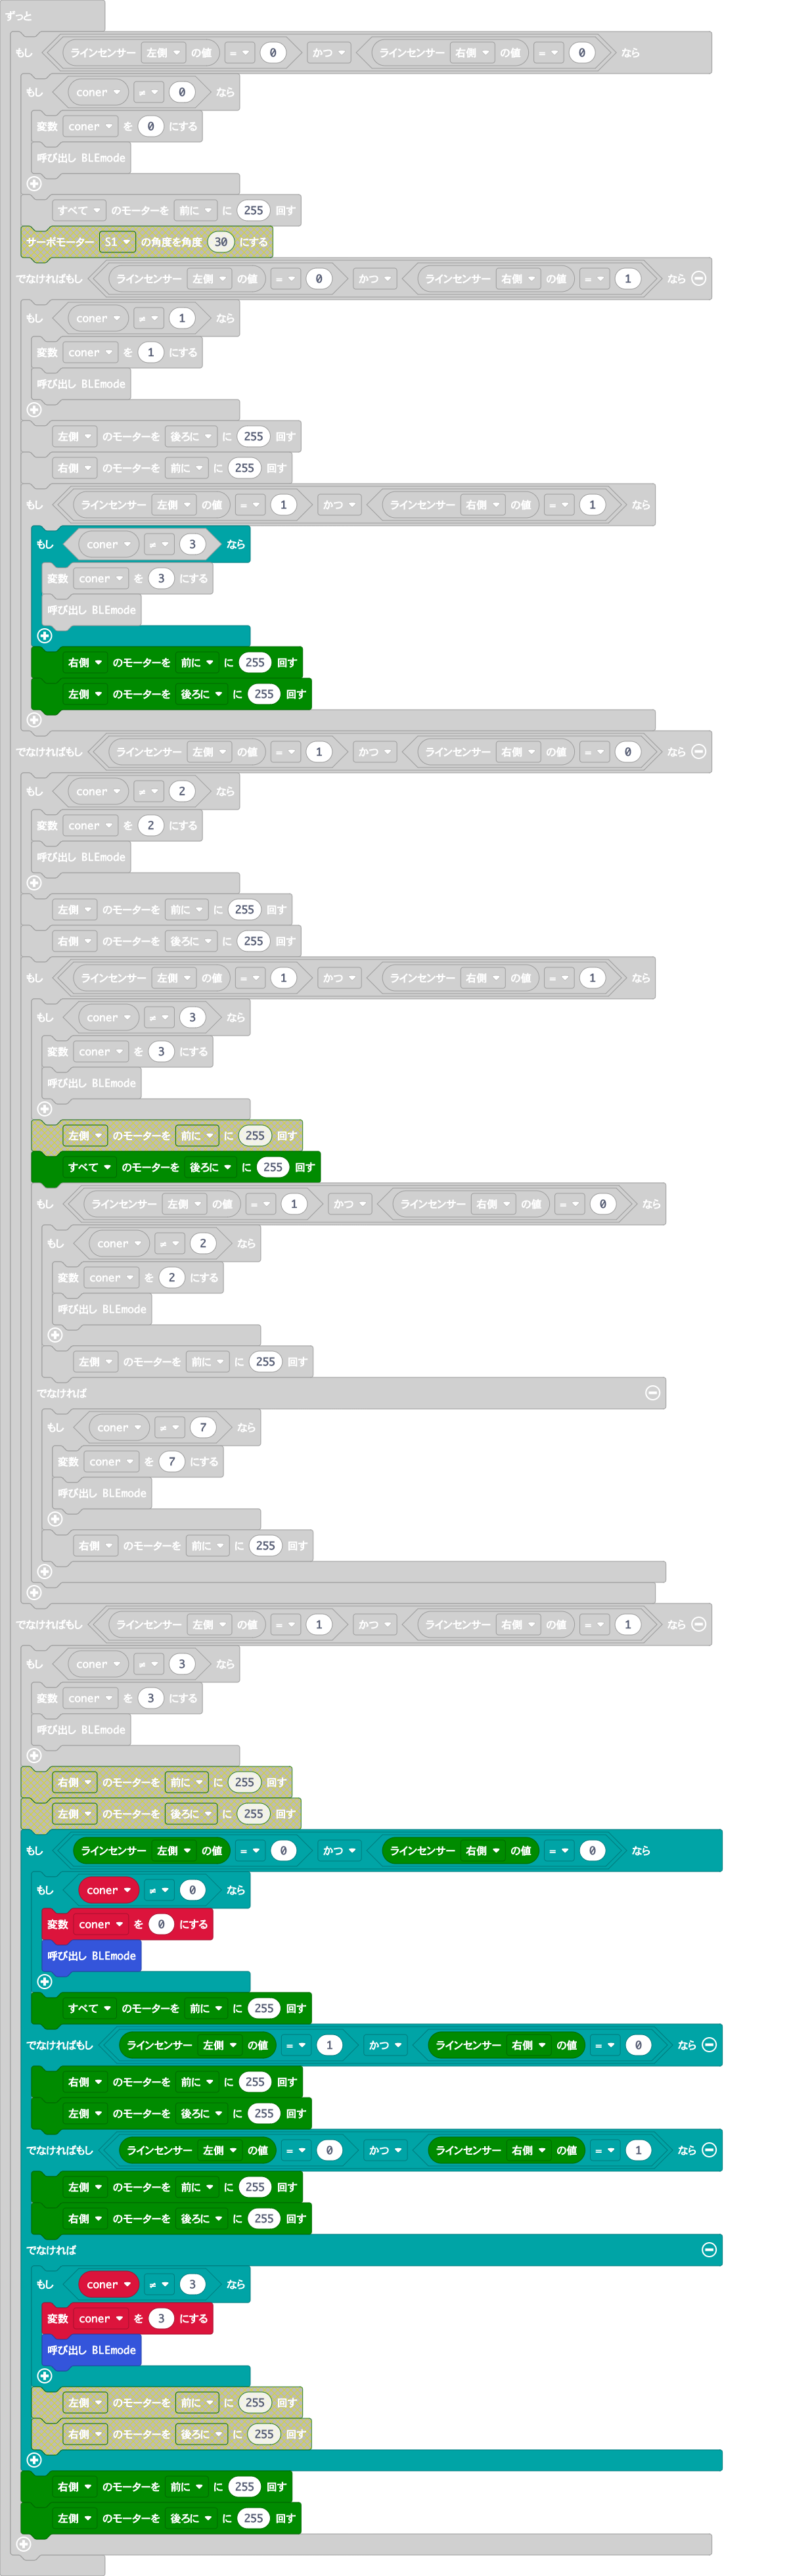 ずっと
もし ラインセンサー 左側 の値 = 0 かつ ラインセンサー 右側 の値 = 0 なら
もし coner ≠ 0 なら
変数 coner を 0 にする
呼び出し BLEmode
すべて のモーターを 前に に 255 回す
サーボモーター S1 の角度を角度 30 にする
でなければもし ラインセンサー 左側 の値 = 0 かつ ラインセンサー 右側 の値 = 1 なら
もし coner ≠ 1 なら
変数 coner を 1 にする
呼び出し BLEmode
左側 のモーターを 後ろに に 255 回す
右側 のモーターを 前に に 255 回す
もし ラインセンサー 左側 の値 = 1 かつ ラインセンサー 右側 の値 = 1 なら
もし coner ≠ 3 なら
変数 coner を 3 にする
呼び出し BLEmode
右側 のモーターを 前に に 255 回す
左側 のモーターを 後ろに に 255 回す
でなければもし ラインセンサー 左側 の値 = 1 かつ ラインセンサー 右側 の値 = 0 なら
もし coner ≠ 2 なら
変数 coner を 2 にする
呼び出し BLEmode
左側 のモーターを 前に に 255 回す
右側 のモーターを 後ろに に 255 回す
もし ラインセンサー 左側 の値 = 1 かつ ラインセンサー 右側 の値 = 1 なら
もし coner ≠ 3 なら
変数 coner を 3 にする
呼び出し BLEmode
左側 のモーターを 前に に 255 回す
すべて のモーターを 後ろに に 255 回す
もし ラインセンサー 左側 の値 = 1 かつ ラインセンサー 右側 の値 = 0 なら
もし coner ≠ 2 なら
変数 coner を 2 にする
呼び出し BLEmode
左側 のモーターを 前に に 255 回す
でなければ
もし coner ≠ 7 なら
変数 coner を 7 にする
呼び出し BLEmode
右側 のモーターを 前に に 255 回す
でなければもし ラインセンサー 左側 の値 = 1 かつ ラインセンサー 右側 の値 = 1 なら
もし coner ≠ 3 なら
変数 coner を 3 にする
呼び出し BLEmode
右側 のモーターを 前に に 255 回す
左側 のモーターを 後ろに に 255 回す
もし ラインセンサー 左側 の値 = 0 かつ ラインセンサー 右側 の値 = 0 なら
もし coner ≠ 0 なら
変数 coner を 0 にする
呼び出し BLEmode
すべて のモーターを 前に に 255 回す
でなければもし ラインセンサー 左側 の値 = 1 かつ ラインセンサー 右側 の値 = 0 なら
右側 のモーターを 前に に 255 回す
左側 のモーターを 後ろに に 255 回す
でなければもし ラインセンサー 左側 の値 = 0 かつ ラインセンサー 右側 の値 = 1 なら
左側 のモーターを 前に に 255 回す
右側 のモーターを 後ろに に 255 回す
でなければ
もし coner ≠ 3 なら
変数 coner を 3 にする
呼び出し BLEmode
左側 のモーターを 前に に 255 回す
右側 のモーターを 後ろに に 255 回す
右側 のモーターを 前に に 255 回す
左側 のモーターを 後ろに に 255 回す